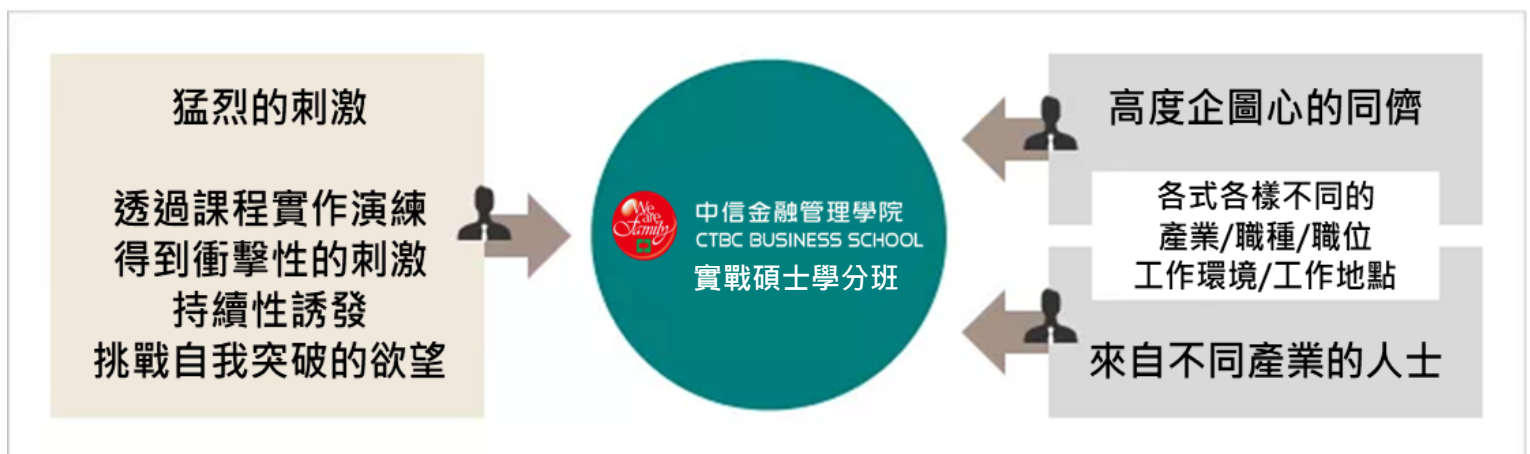 猛烈的刺激
透過課程實作演練
得到衝擊性的刺激
持續性誘發
挑戰自我突破的欲望
We
are
Family
中信金融管理學院
CTBC BUSINESS SCHOOL
實戰碩士學分班
高度企圖心的同儕
各式各樣不同的
產業/職種/職位
工作環境/工作地點
來自不同產業的人士